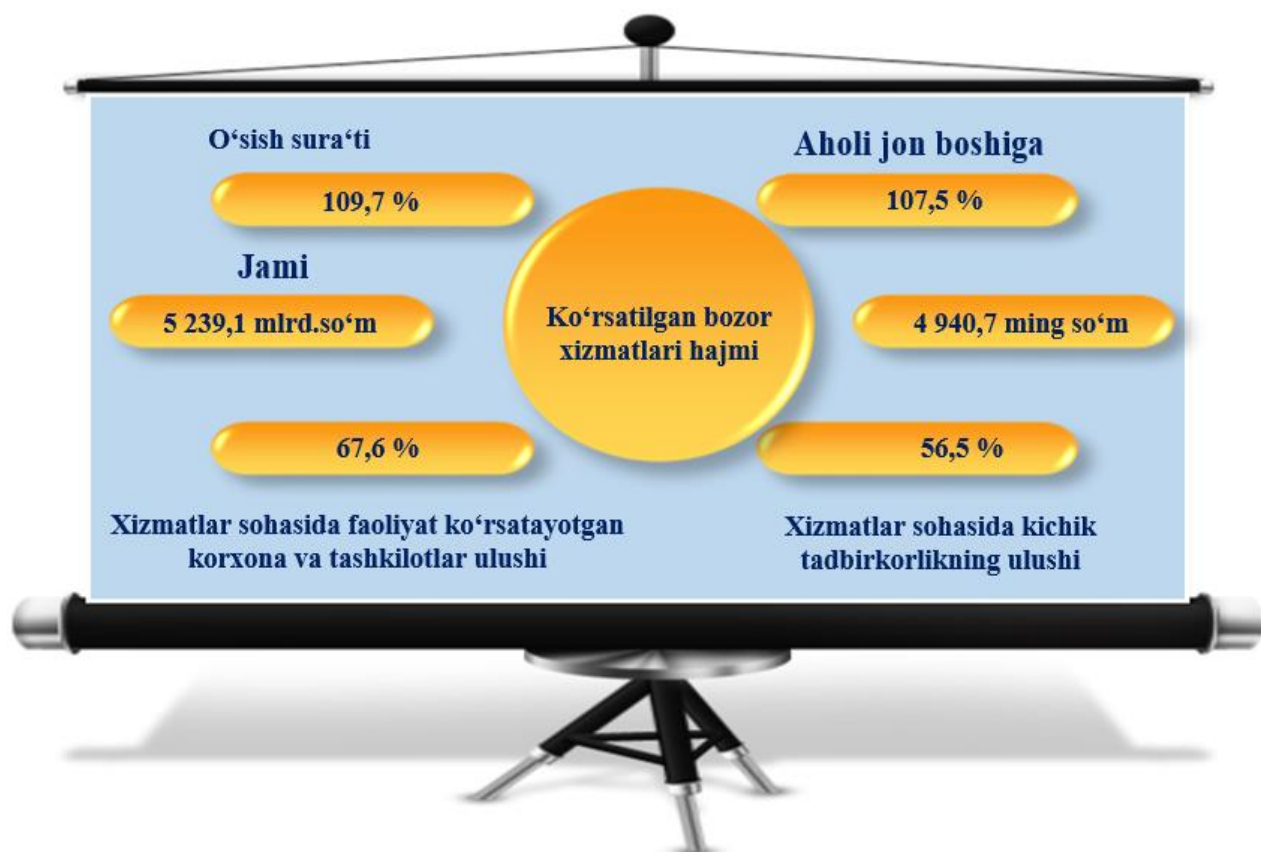 O‘sish sura‘ti
109,7 %
Jami
5 239,1 mlrd.so‘m
67,6 %
Xizmatlar sohasida faoliyat ko‘rsatayotgan
korxona va tashkilotlar ulushi
Ko‘rsatilgan bozor
xizmatlari hajmi
Aholi jon boshiga
107,5 %
4 940,7 ming so‘m
56,5 %
Xizmatlar sohasida kichik
tadbirkorlikning ulushi